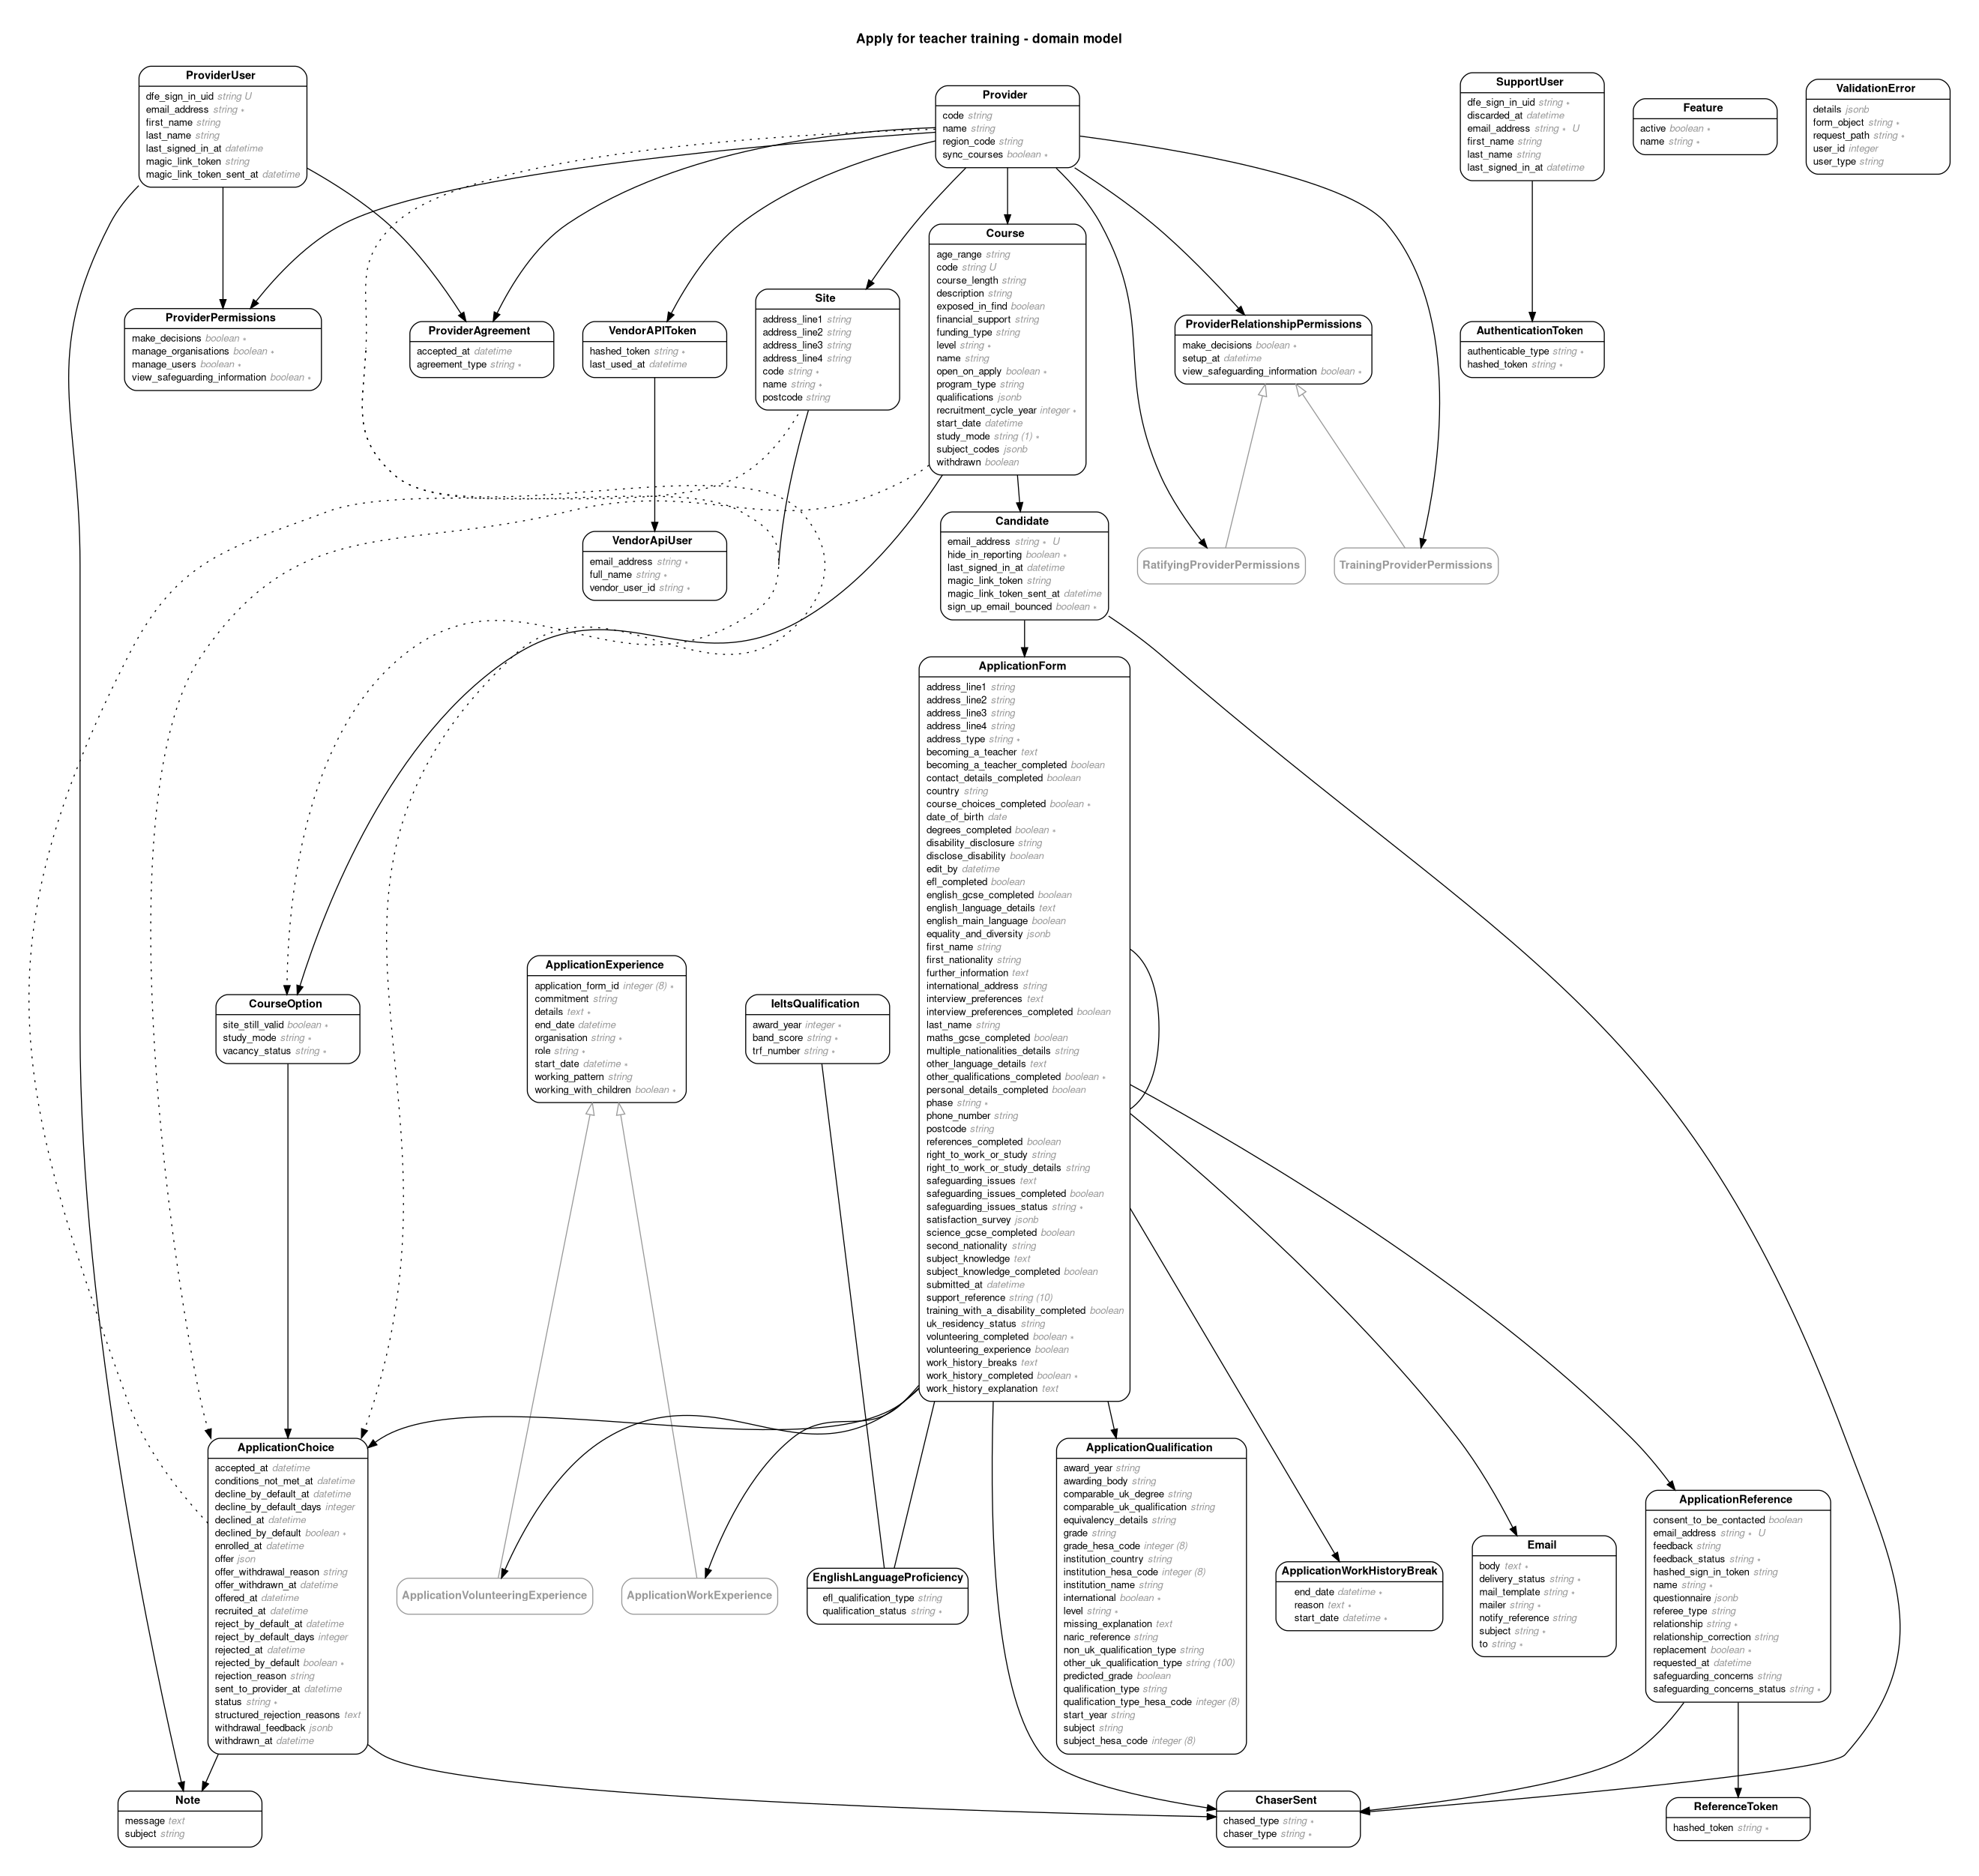 Apply for teacher training - domain model
ProviderUser
dfe_sign_in_uid string U
email_address string ∗
first_name string
last_name string
last_signed_in_at datetime
magic_link_token string
magic_link_token_sent_at datetime
Provider
code string
name string
region_code string
sync_courses boolean ∗
SupportUser
dfe_sign_in_uid string ∗
discarded_at datetime
email_address string ∗ U
first_name string
last_name string
last_signed_in_at datetime
Feature
active boolean ∗
name string ∗
ValidationError
details jsonb
form_object string ∗
request_path string ∗
user_id integer
user_type string
ProviderPermissions
make_decisions boolean ∗
manage_organisations boolean ∗
manage_users boolean ∗
view_safeguarding_information boolean ∗
ProviderAgreement
accepted_at datetime
agreement_type string ∗
VendorAPIToken
hashed_token string ∗
last_used_at datetime
Site
address_line1 string
address_line2 string
address_line3 string
address_line4 string
code string ∗
name string ∗
postcode string
Course
age_range string
code string U
course_length string
description string
exposed_in_find boolean
financial_support string
funding_type string
level string ∗
name string
open_on_apply boolean ∗
program_type string
qualifications jsonb
recruitment_cycle_year integer ∗
start_date datetime
study_mode string (1) ∗
subject_codes jsonb
withdrawn boolean
ProviderRelationshipPermissions
make_decisions boolean ∗
setup_at datetime
view_safeguarding_information boolean ∗
AuthenticationToken
authenticable_type string ∗
hashed_token string ∗
VendorApiUser
email_address string ∗
full_name string ∗
vendor_user_id string ∗
Candidate
email_address string ∗ U
hide_in_reporting boolean ∗
last_signed_in_at datetime
magic_link_token string
magic_link_token_sent_at datetime
sign_up_email_bounced boolean ∗
RatifyingProviderPermissions
TrainingProviderPermissions
ApplicationForm
address_line1 string
address_line2 string
address_line3 string
address_line4 string
address_type string ∗
becoming_a_teacher text
becoming_a_teacher_completed boolean
contact_details_completed boolean
country string
course_choices_completed boolean ∗
date_of_birth date
degrees_completed boolean ∗
disability_disclosure string
disclose_disability boolean
edit_by datetime
efl_completed boolean
english_gcse_completed boolean
english_language_details text
english_main_language boolean
equality_and_diversity jsonb
first_name string
first_nationality string
further_information text
international_address string
interview_preferences text
interview_preferences_completed boolean
last_name string
maths_gcse_completed boolean
multiple_nationalities_details string
other_language_details text
other_qualifications_completed boolean ∗
personal_details_completed boolean
phase string ∗
phone_number string
postcode string
references_completed boolean
right_to_work_or_study string
right_to_work_or_study_details string
safeguarding_issues text
safeguarding_issues_completed boolean
safeguarding_issues_status string ∗
satisfaction_survey jsonb
science_gcse_completed boolean
second_nationality string
subject_knowledge text
subject_knowledge_completed boolean
submitted_at datetime
support_reference string (10)
training_with_a_disability_completed boolean
uk_residency_status string
volunteering_completed boolean ∗
volunteering_experience boolean
work_history_breaks text
work_history_completed boolean ∗
work_history_explanation text
CourseOption
site_still_valid boolean ∗
study_mode string ∗
vacancy_status string ∗
ApplicationExperience
application_form_id integer (8) ∗
commitment string
details text ∗
end_date datetime
organisation string ∗
role string ∗
start_date datetime ∗
working_pattern string
working_with_children boolean ∗
IeltsQualification
award_year integer ∗
band_score string ∗
trf_number string ∗
ApplicationChoice
accepted_at datetime
conditions_not_met_at datetime
decline_by_default_at datetime
decline_by_default_days integer
declined_at datetime
declined_by_default boolean ∗
enrolled_at datetime
offer json
offer_withdrawal_reason string
offer_withdrawn_at datetime
offered_at datetime
recruited_at datetime
reject_by_default_at datetime
reject_by_default_days integer
rejected_at datetime
rejected_by_default boolean ∗
rejection_reason string
sent_to_provider_at datetime
status string ∗
structured_rejection_reasons text
withdrawal_feedback jsonb
withdrawn_at datetime
ApplicationVolunteeringExperience
ApplicationWorkExperience
EnglishLanguageProficiency
efl_qualification_type string
qualification_status string ∗
ApplicationQualification
award_year string
awarding_body string
comparable_uk_degree string
comparable_uk_qualification string
equivalency_details string
grade string
grade_hesa_code integer (8)
institution_country string
institution_hesa_code integer (8)
institution_name string
international boolean ∗
level string ∗
missing_explanation text
naric_reference string
non_uk_qualification_type string
other_uk_qualification_type string (100)
predicted_grade boolean
qualification_type string
qualification_type_hesa_code integer (8)
start_year string
subject string
subject_hesa_code integer (8)
ApplicationWorkHistoryBreak
end_date datetime ∗
reason text ∗
start_date datetime ∗
Email
body text ∗
delivery_status string ∗
mail_template string ∗
mailer string ∗
notify_reference string
subject string ∗
to string ∗
ApplicationReference
consent_to_be_contacted boolean
email_address string ∗ U
feedback string
feedback_status string ∗
hashed_sign_in_token string
name string ∗
questionnaire jsonb
referee_type string
relationship string ∗
relationship_correction string
replacement boolean ∗
requested_at datetime
safeguarding_concerns string
safeguarding_concerns_status string ∗
Note
message text
subject string
ChaserSent
chased_type string ∗
chaser_type string ∗
ReferenceToken
hashed_token string ∗